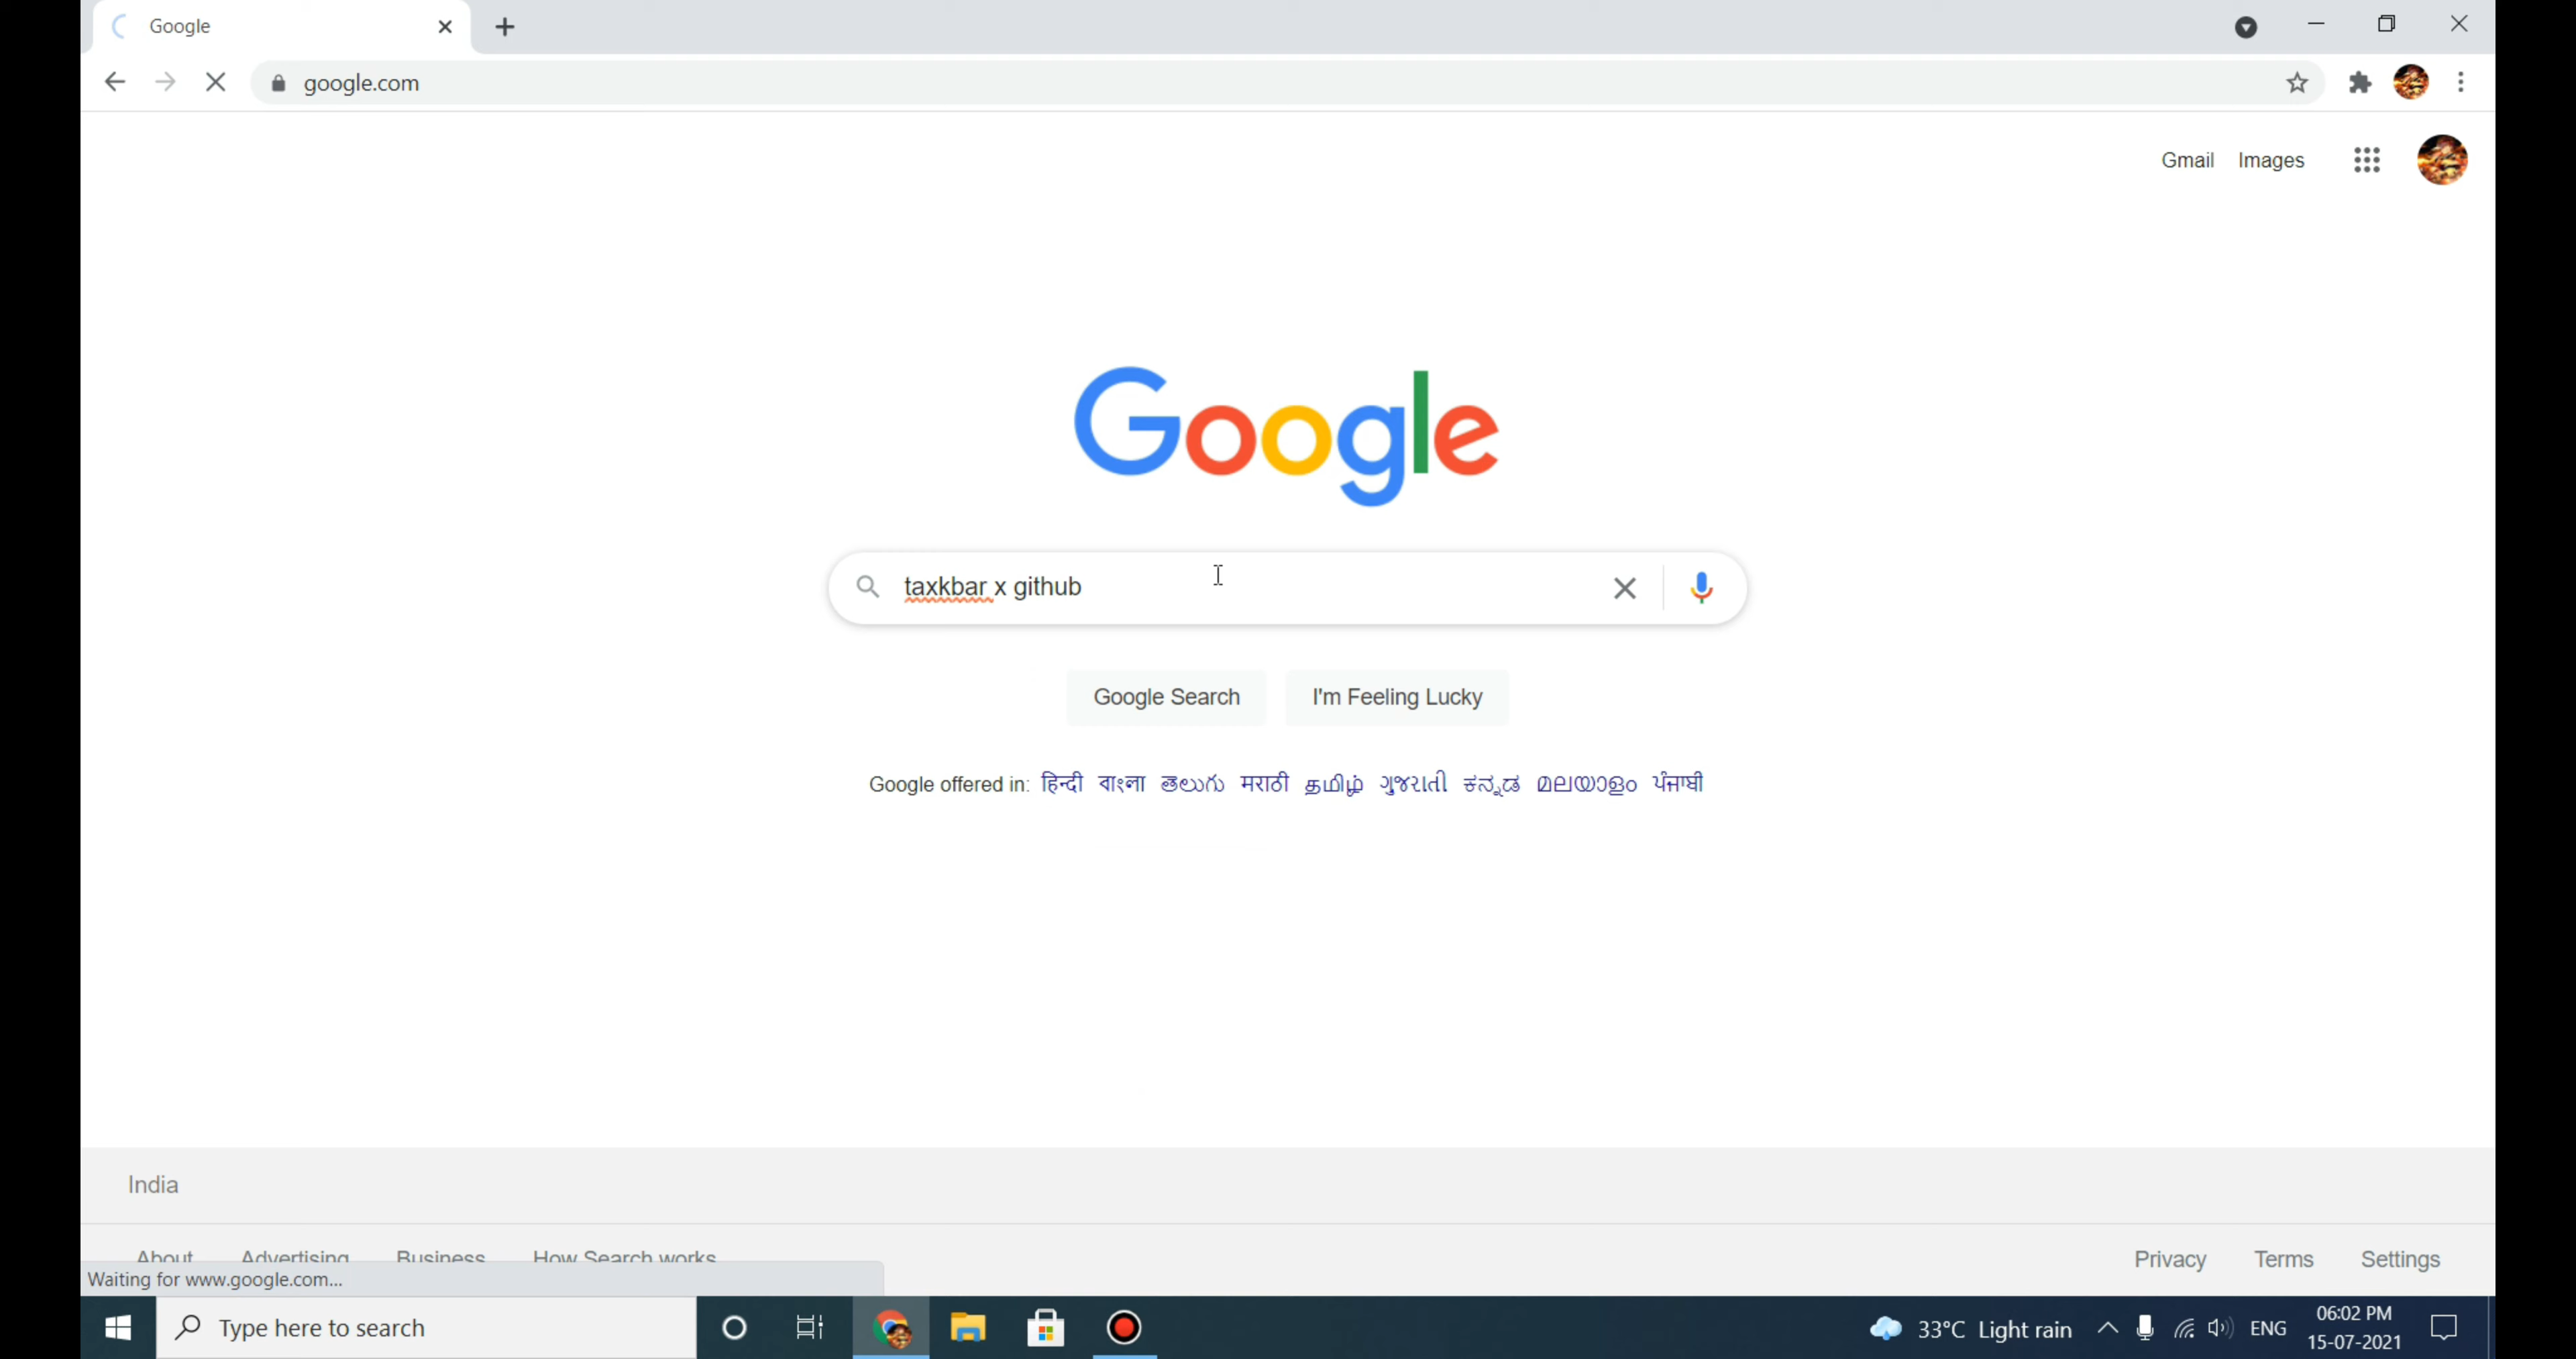 Google
google.com
Gmail Images
Google
taxkbar x github
Google Search I'm Feeling Lucky
Google offered in: हिन्दी বাংলা తెలుగు मराठी தமிழ் ગુજરાતી ಕನ್ನಡ മലയാളം ਪੰਜਾਬੀ
India
About Advertising Business How Search works Privacy Terms Settings
Waiting for www.google.com...
Type here to search 33°C Light rain ENG 06:02 PM
15-07-2021